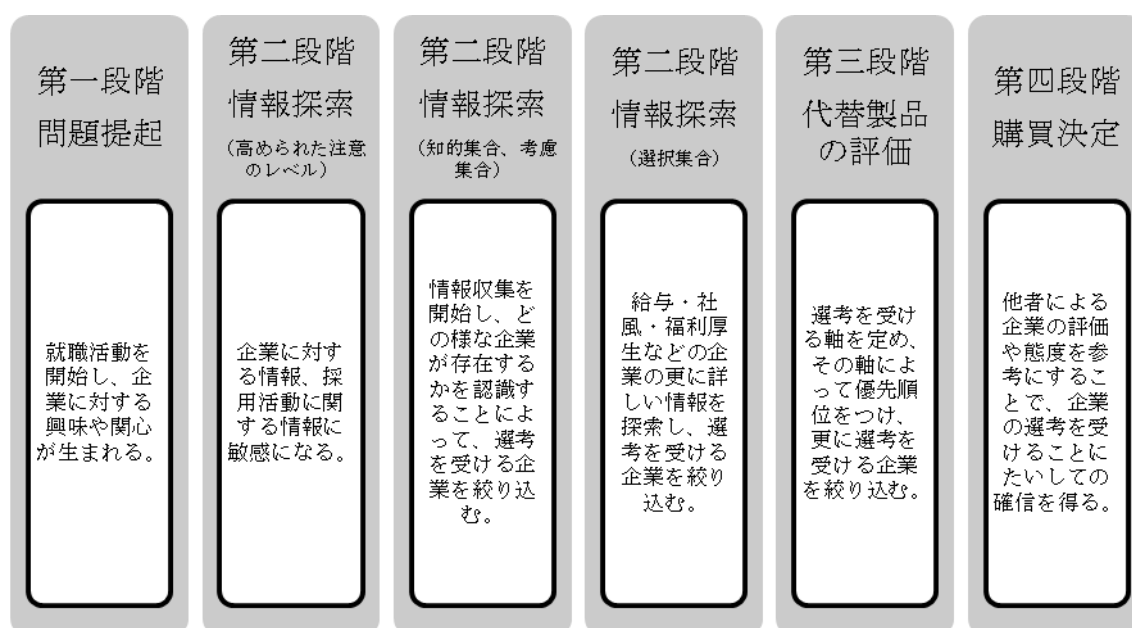 第一段階
問題提起
就職活動を
開始し、企
業に対する
興味や関心
が生まれる。
第二段階
情報探索
（高められた注意
のレベル）
企業に対す
る情報、採
用活動に関
する情報に
敏感になる。
第二段階
情報探索
（知的集合、考慮
集合）
情報収集を
開始し、ど
の様な企業
が存在する
かを認識す
ることによ
って、選考
を受ける企
業を絞り込
む。
第二段階
情報探索
（選択集合）
給与・社
風・福利厚
生などの企
業の更に詳
しい情報を
探索し、選
考を受ける
企業を絞り
込む。
第三段階
代替製品
の評価
選考を受け
る軸を定め、
その軸によ
って優先順
位をつけ、
更に選考を
受ける企業
を絞り込む。
第四段階
購買決定
他者による
企業の評価
や態度を参
考にするこ
とで、企業
の選考を受
けることに
たいしての
確信を得る。